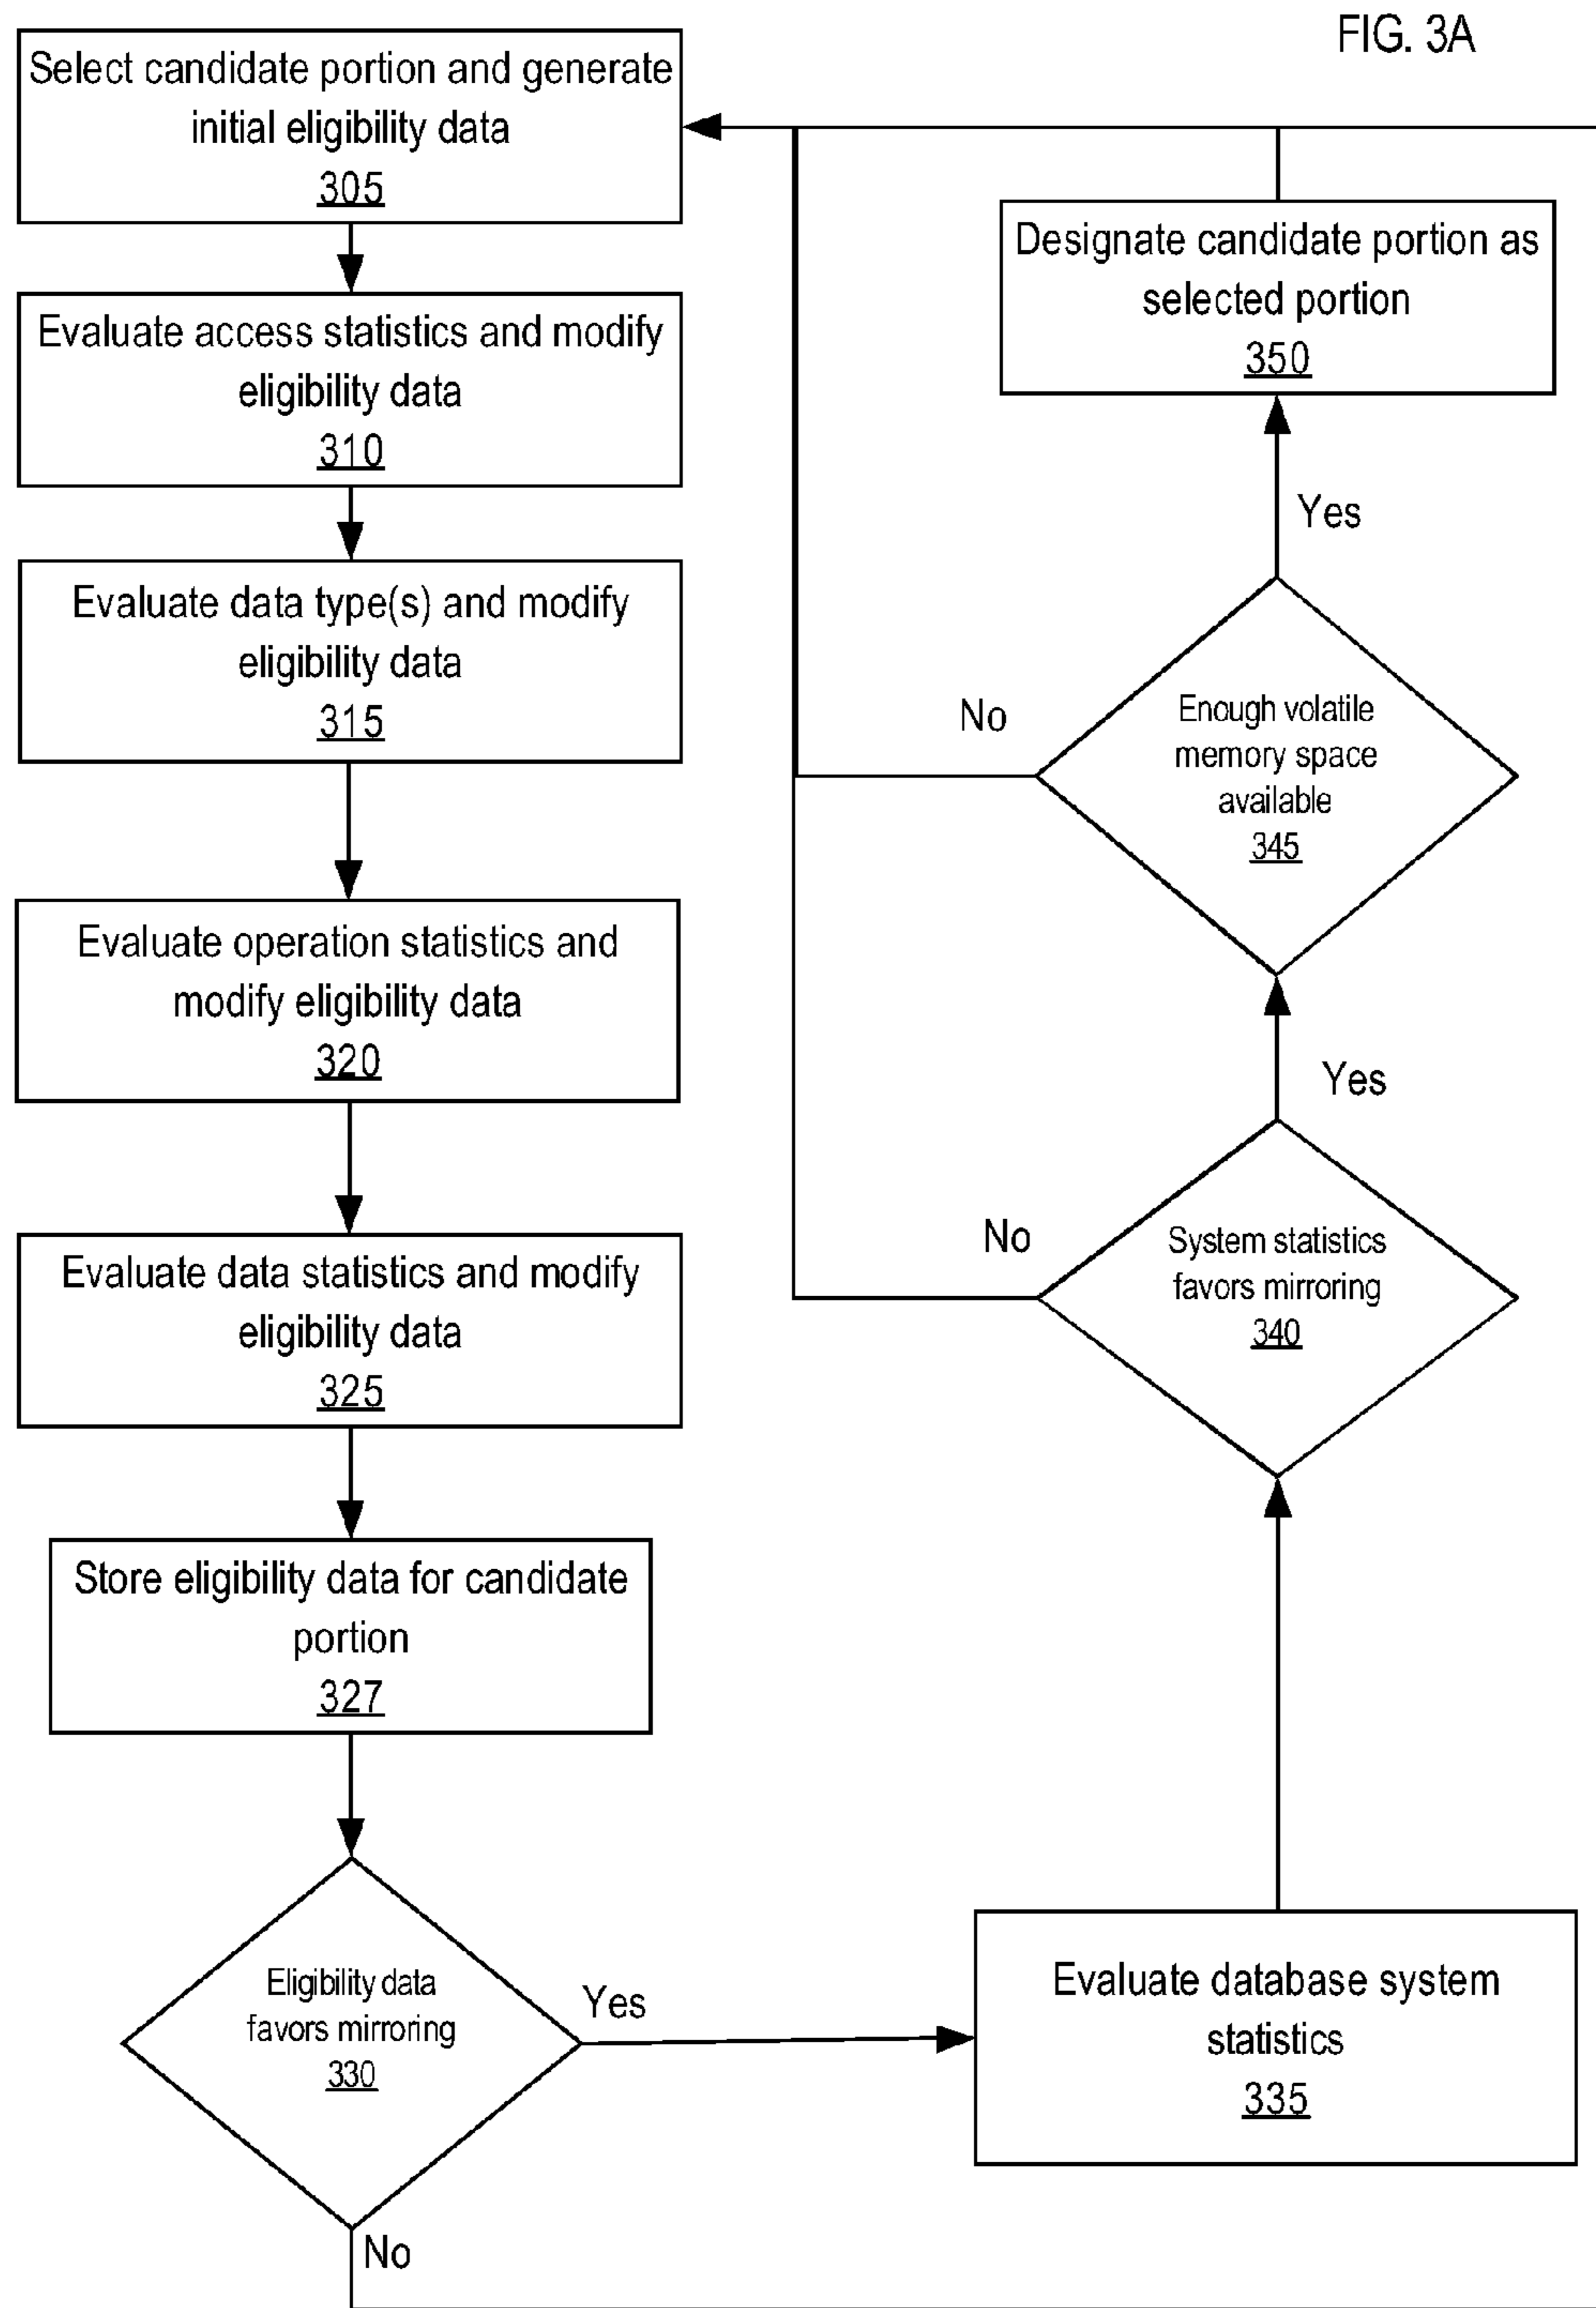 FIG. 3A
Select candidate portion and generate
initial eligibility data
305
Evaluate access statistics and modify
eligibility data
310
Evaluate data type(s) and modify
eligibility data
315
Evaluate operation statistics and
modify eligibility data
320
Evaluate data statistics and modify
eligibility data
325
Store eligibility data for candidate
portion
327
Eligibility data
favors mirroring
330
Yes
No
Evaluate database system
statistics
335
System statistics
favors mirroring
340
No
Yes
Enough volatile
memory space
available
345
No
Yes
Designate candidate portion as
selected portion
350